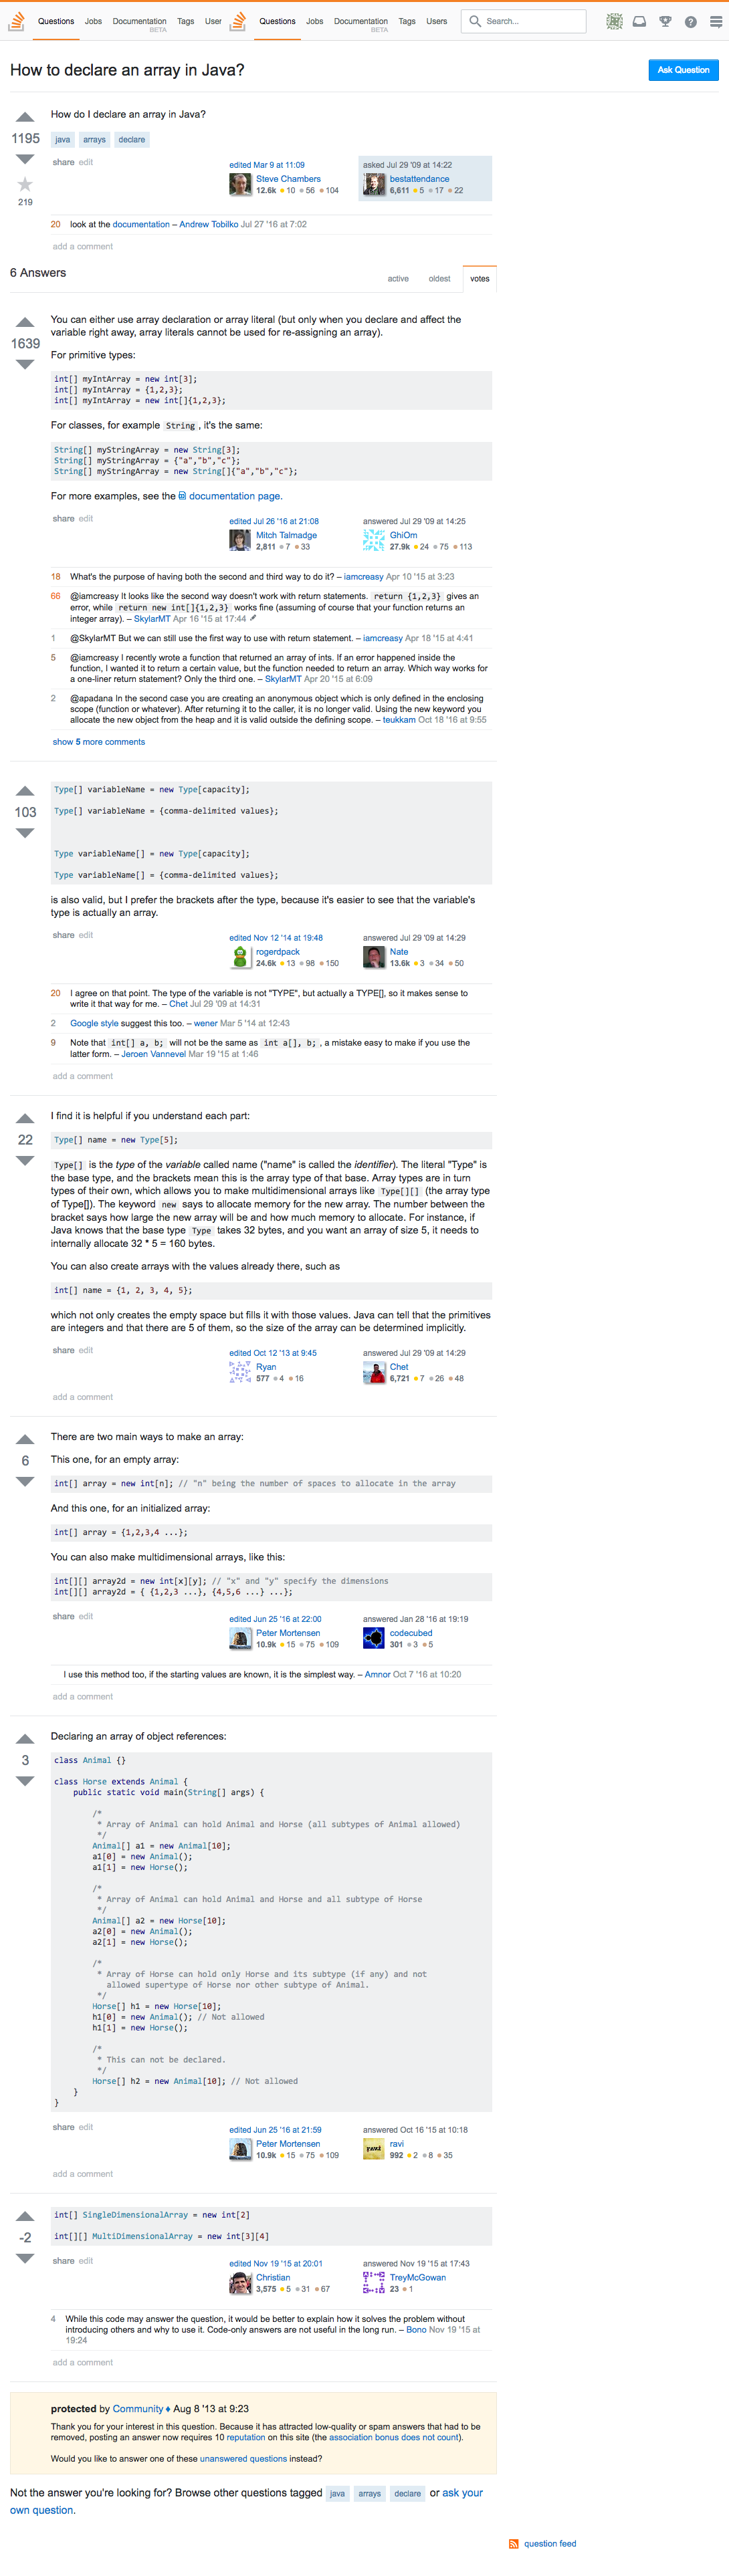 Questions Jobs Documentation BETA Tags User Questions Jobs Documentation BETA Tags Users Search...
How to declare an array in Java?
Ask Question
1195
How do I declare an array in Java?
java arrays declare
share edit
edited Mar 9 at 11:09
Steve Chambers
12.6k 10 56 104
asked Jul 29 '09 at 14:22
bestattendance
6,611 5 17 22
219
20 look at the documentation – Andrew Tobilko Jul 27 '16 at 7:02
add a comment
6 Answers
active oldest votes
1639
You can either use array declaration or array literal (but only when you declare and affect the
variable right away, array literals cannot be used for re-assigning an array).
For primitive types:
int[] myIntArray = new int[3];
int[] myIntArray = {1,2,3};
int[] myIntArray = new int[]{1,2,3};
For classes, for example String , it's the same:
String[] myStringArray = new String[3];
String[] myStringArray = {"a","b","c"};
String[] myStringArray = new String[]{"a","b","c"};
For more examples, see the documentation page.
share edit
edited Jul 26 '16 at 21:08
Mitch Talmadge
2,811 7 33
answered Jul 29 '09 at 14:25
GhiOm
27.9k 24 75 113
18 What's the purpose of having both the second and third way to do it? – iamcreasy Apr 10 '15 at 3:23
66 @iamcreasy It looks like the second way doesn't work with return statements. return {1,2,3} gives an
error, while return new int[]{1,2,3} works fine (assuming of course that your function returns an
integer array). – SkylarMT Apr 16 '15 at 17:44
1 @SkylarMT But we can still use the first way to use with return statement. – iamcreasy Apr 18 '15 at 4:41
5 @iamcreasy I recently wrote a function that returned an array of ints. If an error happened inside the
function, I wanted it to return a certain value, but the function needed to return an array. Which way works for
a one-liner return statement? Only the third one. – SkylarMT Apr 20 '15 at 6:09
2 @apadana In the second case you are creating an anonymous object which is only defined in the enclosing
scope (function or whatever). After returning it to the caller, it is no longer valid. Using the new keyword you
allocate the new object from the heap and it is valid outside the defining scope. – teukkam Oct 18 '16 at 9:55
show 5 more comments
103
Type[] variableName = new Type[capacity];
Type[] variableName = {comma-delimited values};
Type variableName[] = new Type[capacity];
Type variableName[] = {comma-delimited values};
is also valid, but I prefer the brackets after the type, because it's easier to see that the variable's
type is actually an array.
share edit
edited Nov 12 '14 at 19:48
rogerdpack
24.6k 13 98 150
answered Jul 29 '09 at 14:29
Nate
13.6k 3 34 50
20 I agree on that point. The type of the variable is not "TYPE", but actually a TYPE[], so it makes sense to
write it that way for me. – Chet Jul 29 '09 at 14:31
2 Google style suggest this too. – wener Mar 5 '14 at 12:43
9 Note that int[] a, b; will not be the same as int a[], b; , a mistake easy to make if you use the
latter form. – Jeroen Vannevel Mar 19 '15 at 1:46
add a comment
22
I find it is helpful if you understand each part:
Type[] name = new Type[5];
Type[] is the type of the variable called name ("name" is called the identifier). The literal "Type" is
the base type, and the brackets mean this is the array type of that base. Array types are in turn
types of their own, which allows you to make multidimensional arrays like Type[][] (the array type
of Type[]). The keyword new says to allocate memory for the new array. The number between the
bracket says how large the new array will be and how much memory to allocate. For instance, if
Java knows that the base type Type takes 32 bytes, and you want an array of size 5, it needs to
internally allocate 32 * 5 = 160 bytes.
You can also create arrays with the values already there, such as
int[] name = {1, 2, 3, 4, 5};
which not only creates the empty space but fills it with those values. Java can tell that the primitives
are integers and that there are 5 of them, so the size of the array can be determined implicitly.
share edit
edited Oct 12 '13 at 9:45
Ryan
577 4 16
answered Jul 29 '09 at 14:29
Chet
6,721 7 26 48
add a comment
6
There are two main ways to make an array:
This one, for an empty array:
int[] array = new int[n]; // "n" being the number of spaces to allocate in the array
And this one, for an initialized array:
int[] array = {1,2,3,4 ...};
You can also make multidimensional arrays, like this:
int[][] array2d = new int[x][y]; // "x" and "y" specify the dimensions
int[][] array2d = { {1,2,3 ...}, {4,5,6 ...} ...};
share edit
edited Jun 25 '16 at 22:00
Peter Mortensen
10.9k 15 75 109
answered Jan 28 '16 at 19:19
codecubed
301 3 5
I use this method too, if the starting values are known, it is the simplest way. – Amnor Oct 7 '16 at 10:20
add a comment
3
Declaring an array of object references:
class Animal {}
class Horse extends Animal {
public static void main(String[] args) {
/*
* Array of Animal can hold Animal and Horse (all subtypes of Animal allowed)
*/
Animal[] a1 = new Animal[10];
a1[0] = new Animal();
a1[1] = new Horse();
/*
* Array of Animal can hold Animal and Horse and all subtype of Horse
*/
Animal[] a2 = new Horse[10];
a2[0] = new Animal();
a2[1] = new Horse();
/*
* Array of Horse can hold only Horse and its subtype (if any) and not
allowed supertype of Horse nor other subtype of Animal.
*/
Horse[] h1 = new Horse[10];
h1[0] = new Animal(); // Not allowed
h1[1] = new Horse();
/*
* This can not be declared.
*/
Horse[] h2 = new Animal[10]; // Not allowed
}
}
share edit
edited Jun 25 '16 at 21:59
Peter Mortensen
10.9k 15 75 109
answered Oct 16 '15 at 10:18
ravi
992 2 8 35
add a comment
-2
int[] SingleDimensionalArray = new int[2]
int[][] MultiDimensionalArray = new int[3][4]
share edit
edited Nov 19 '15 at 20:01
Christian
3,575 5 31 67
answered Nov 19 '15 at 17:43
TreyMcGowan
23 1
4 While this code may answer the question, it would be better to explain how it solves the problem without
introducing others and why to use it. Code-only answers are not useful in the long run. – Bono Nov 19 '15 at
19:24
add a comment
protected by Community♦ Aug 8 '13 at 9:23
Thank you for your interest in this question. Because it has attracted low-quality or spam answers that had to be
removed, posting an answer now requires 10 reputation on this site (the association bonus does not count).
Would you like to answer one of these unanswered questions instead?
Not the answer you're looking for? Browse other questions tagged java arrays declare or ask your
own question.
question feed